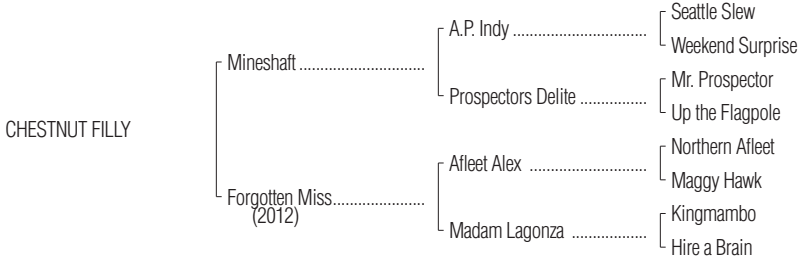 Seattle Slew
A.P. Indy ................................
Weekend Surprise
Mineshaft ..............................
Mr. Prospector
Prospectors Delite ................
Up the Flagpole
CHESTNUT FILLY
Northern Afleet
Afleet Alex ............................
Maggy Hawk
Forgotten Miss......................
(2012)
Kingmambo
Madam Lagonza ..................
Hire a Brain